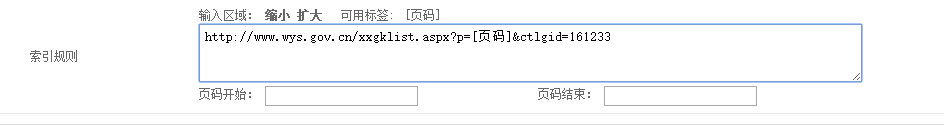 输入区域： 缩小 扩大 可用标签： [页码]
http://www.wys.gov.cn/xxgklist.aspx?p=[页码]&ctlgid=161233
索引规则
页码开始： 页码结束：